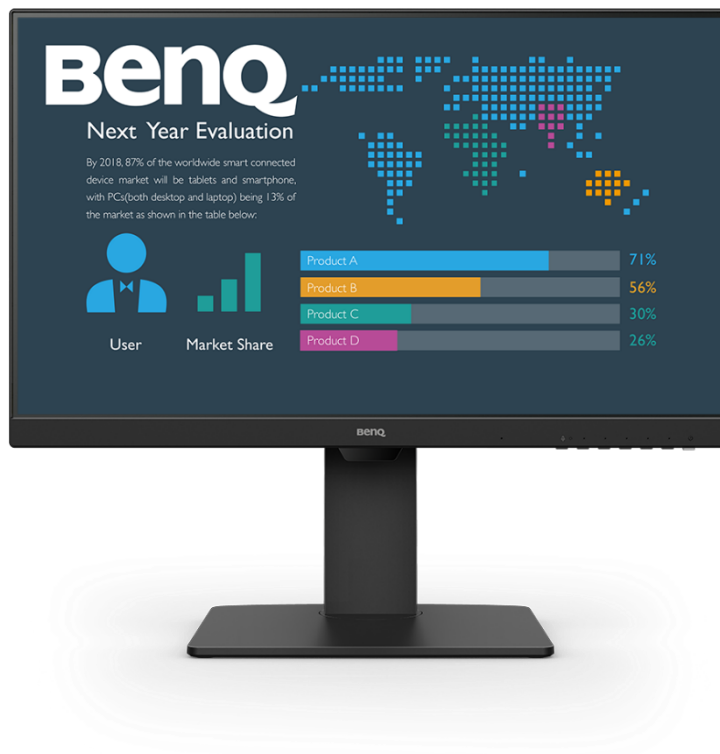 BenQ
Next Year Evaluation
By 2018, 87% of the worldwide smart connected
device market will be tablets and smartphone,
with PCs(both desktop and laptop) being 13% of
the market as shown in the table below:
User
Market Share
Product A 71%
Product B 56%
Product C 30%
Product D 26%
BenQ